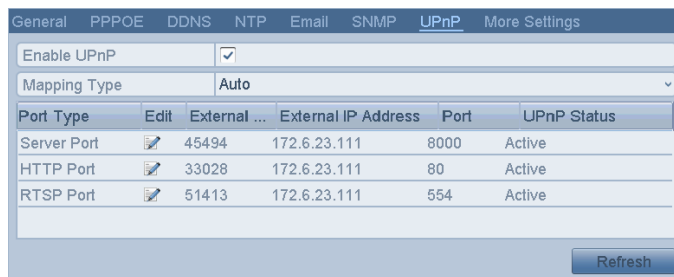 General PPPOE DDNS NTP Email SNMP UPnP More Settings
Enable UPnP
Mapping Type Auto
Port Type Edit External ... External IP Address Port UPnP Status
Server Port 45494 172.6.23.111 8000 Active
HTTP Port 33028 172.6.23.111 80 Active
RTSP Port 51413 172.6.23.111 554 Active
Refresh